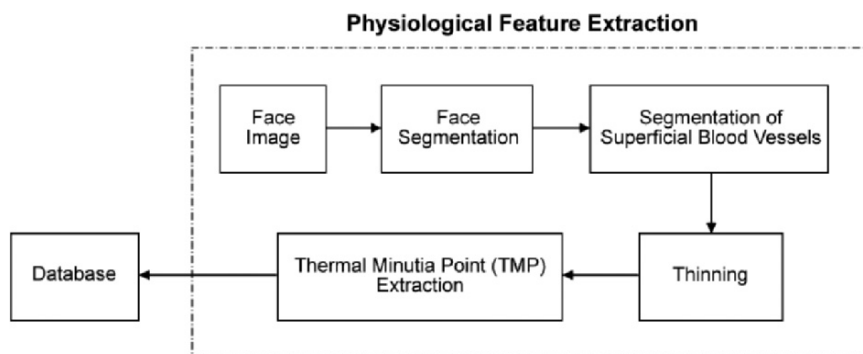 Physiological Feature Extraction
Face
Image
Face
Segmentation
Segmentation of
Superficial Blood Vessels
Database
Thermal Minutia Point (TMP)
Extraction
Thinning